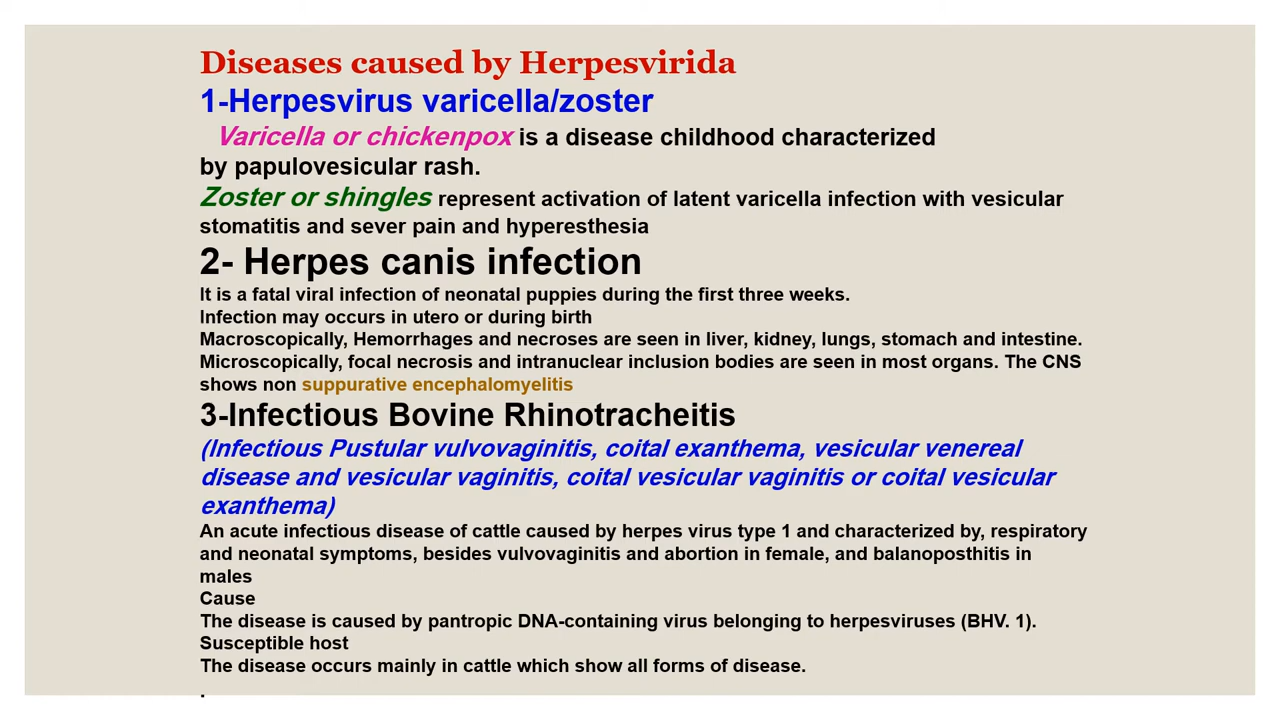 Diseases caused by Herpesvirida
1-Herpesvirus varicella/zoster
Varicella or chickenpox is a disease childhood characterized
by papulovesicular rash.
Zoster or shingles represent activation of latent varicella infection with vesicular
stomatitis and sever pain and hyperesthesia
2- Herpes canis infection
It is a fatal viral infection of neonatal puppies during the first three weeks.
Infection may occurs in utero or during birth
Macroscopically, Hemorrhages and necroses are seen in liver, kidney, lungs, stomach and intestine.
Microscopically, focal necrosis and intranuclear inclusion bodies are seen in most organs. The CNS
shows non suppurative encephalomyelitis
3-Infectious Bovine Rhinotracheitis
(Infectious Pustular vulvovaginitis, coital exanthema, vesicular venereal
disease and vesicular vaginitis, coital vesicular vaginitis or coital vesicular
exanthema)
An acute infectious disease of cattle caused by herpes virus type 1 and characterized by, respiratory
and neonatal symptoms, besides vulvovaginitis and abortion in female, and balanoposthitis in
males
Cause
The disease is caused by pantropic DNA-containing virus belonging to herpesviruses (BHV. 1).
Susceptible host
The disease occurs mainly in cattle which show all forms of disease.
.